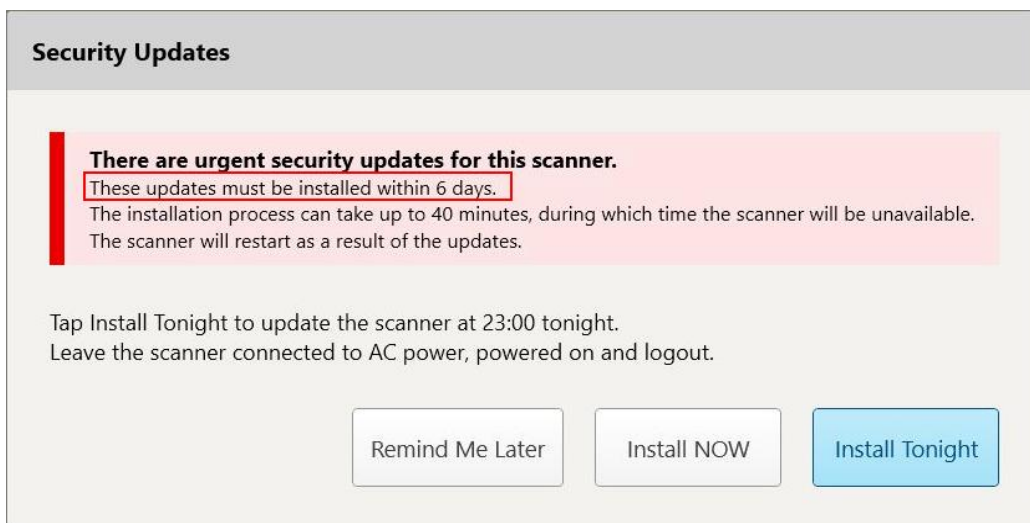 Security Updates
There are urgent security updates for this scanner.
These updates must be installed within 6 days.
The installation process can take up to 40 minutes, during which time the scanner will be unavailable.
The scanner will restart as a result of the updates.
Tap Install Tonight to update the scanner at 23:00 tonight.
Leave the scanner connected to AC power, powered on and logout.
Remind Me Later
Install NOW
Install Tonight